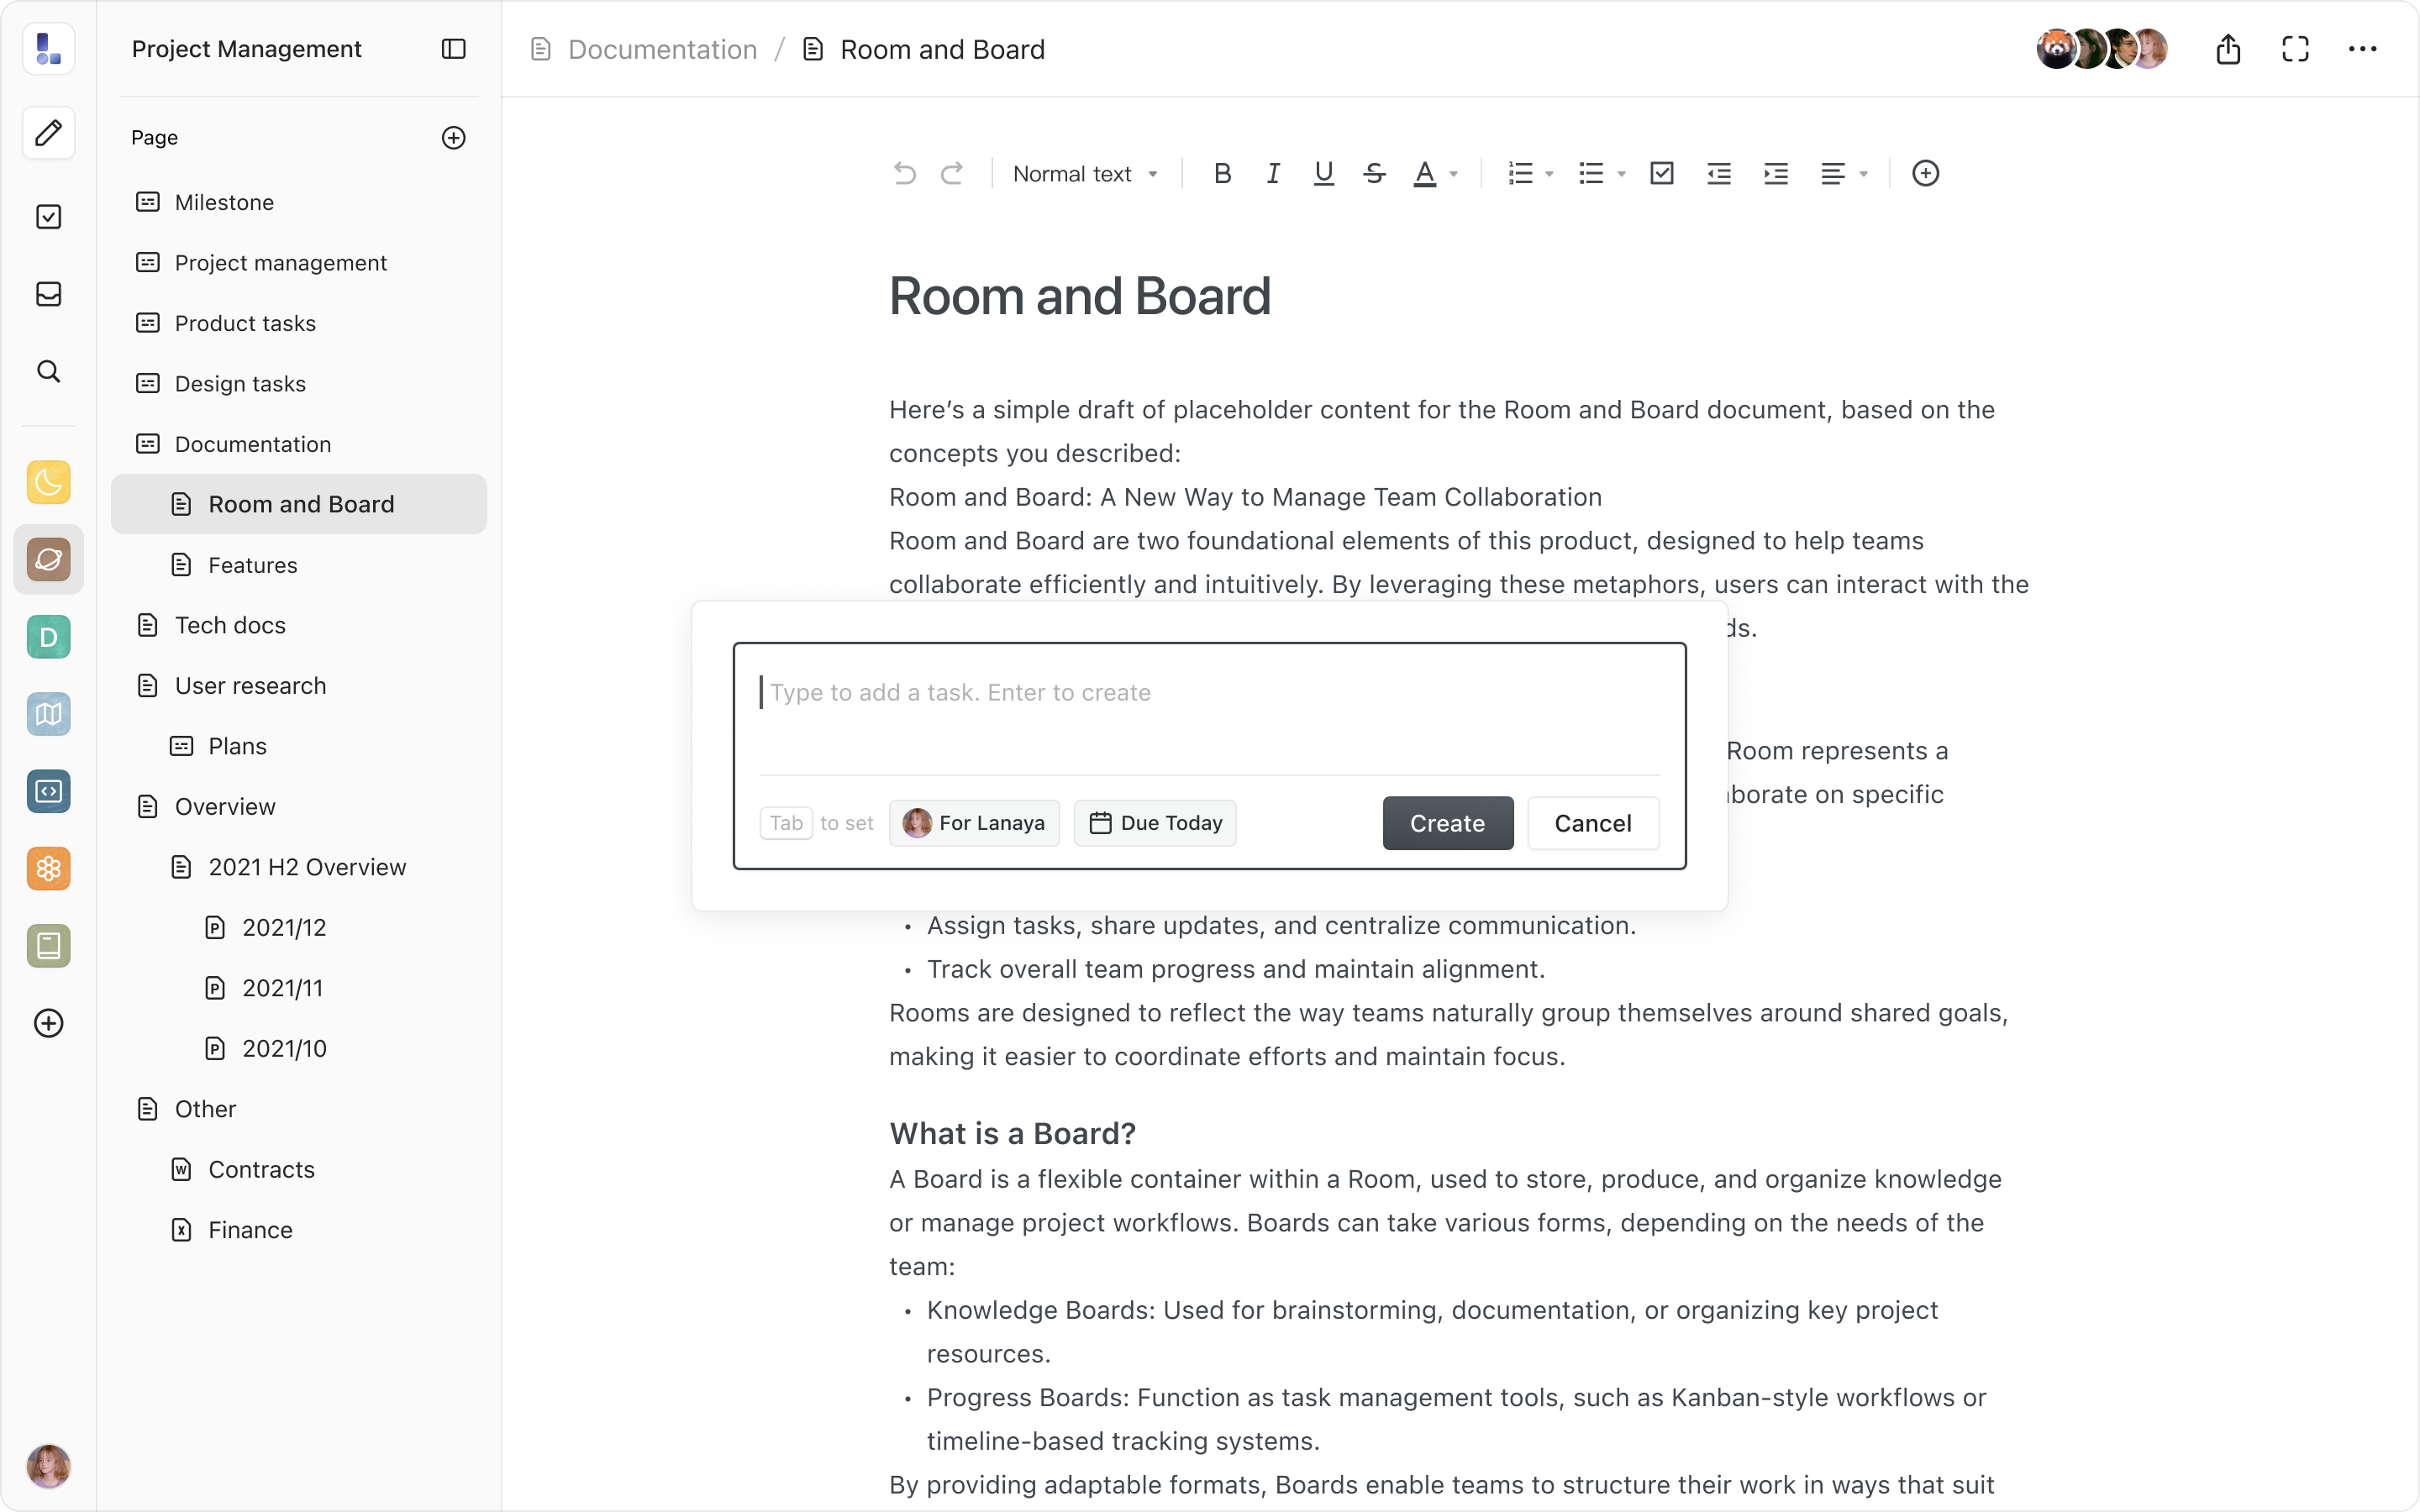 Project Management
Page
Milestone
Project management
Product tasks
Design tasks
Documentation
Room and Board
Features
Tech docs
User research
Plans
Overview
2021 H2 Overview
P 2021/12
P 2021/11
P 2021/10
Other
W Contracts
X Finance
D
Documentation / Room and Board
Normal text
B I U S A
Room and Board
Here’s a simple draft of placeholder content for the Room and Board document, based on the
concepts you described:
Room and Board: A New Way to Manage Team Collaboration
Room and Board are two foundational elements of this product, designed to help teams
collaborate efficiently and intuitively. By leveraging these metaphors, users can interact with the
ds.
Room represents a
borate on specific
Type to add a task. Enter to create
Tab to set For Lanaya Due Today Create Cancel
• Assign tasks, share updates, and centralize communication.
• Track overall team progress and maintain alignment.
Rooms are designed to reflect the way teams naturally group themselves around shared goals,
making it easier to coordinate efforts and maintain focus.
What is a Board?
A Board is a flexible container within a Room, used to store, produce, and organize knowledge
or manage project workflows. Boards can take various forms, depending on the needs of the
team:
• Knowledge Boards: Used for brainstorming, documentation, or organizing key project
resources.
• Progress Boards: Function as task management tools, such as Kanban-style workflows or
timeline-based tracking systems.
By providing adaptable formats, Boards enable teams to structure their work in ways that suit